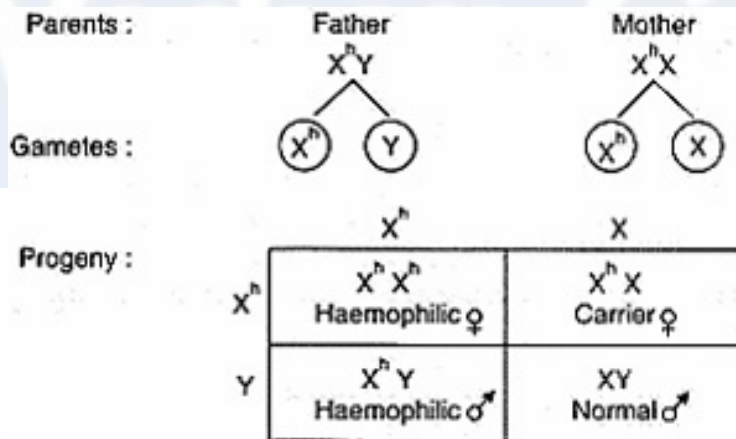 Parents : Father Mother
XʰY XʰX
Gametes : Xʰ Y Xʰ X
Xʰ X
Progeny :
Xʰ XʰXʰ XʰX
Haemophilic ♀ Carrier ♀
Y XʰY XY
Haemophilic ♂ Normal ♂